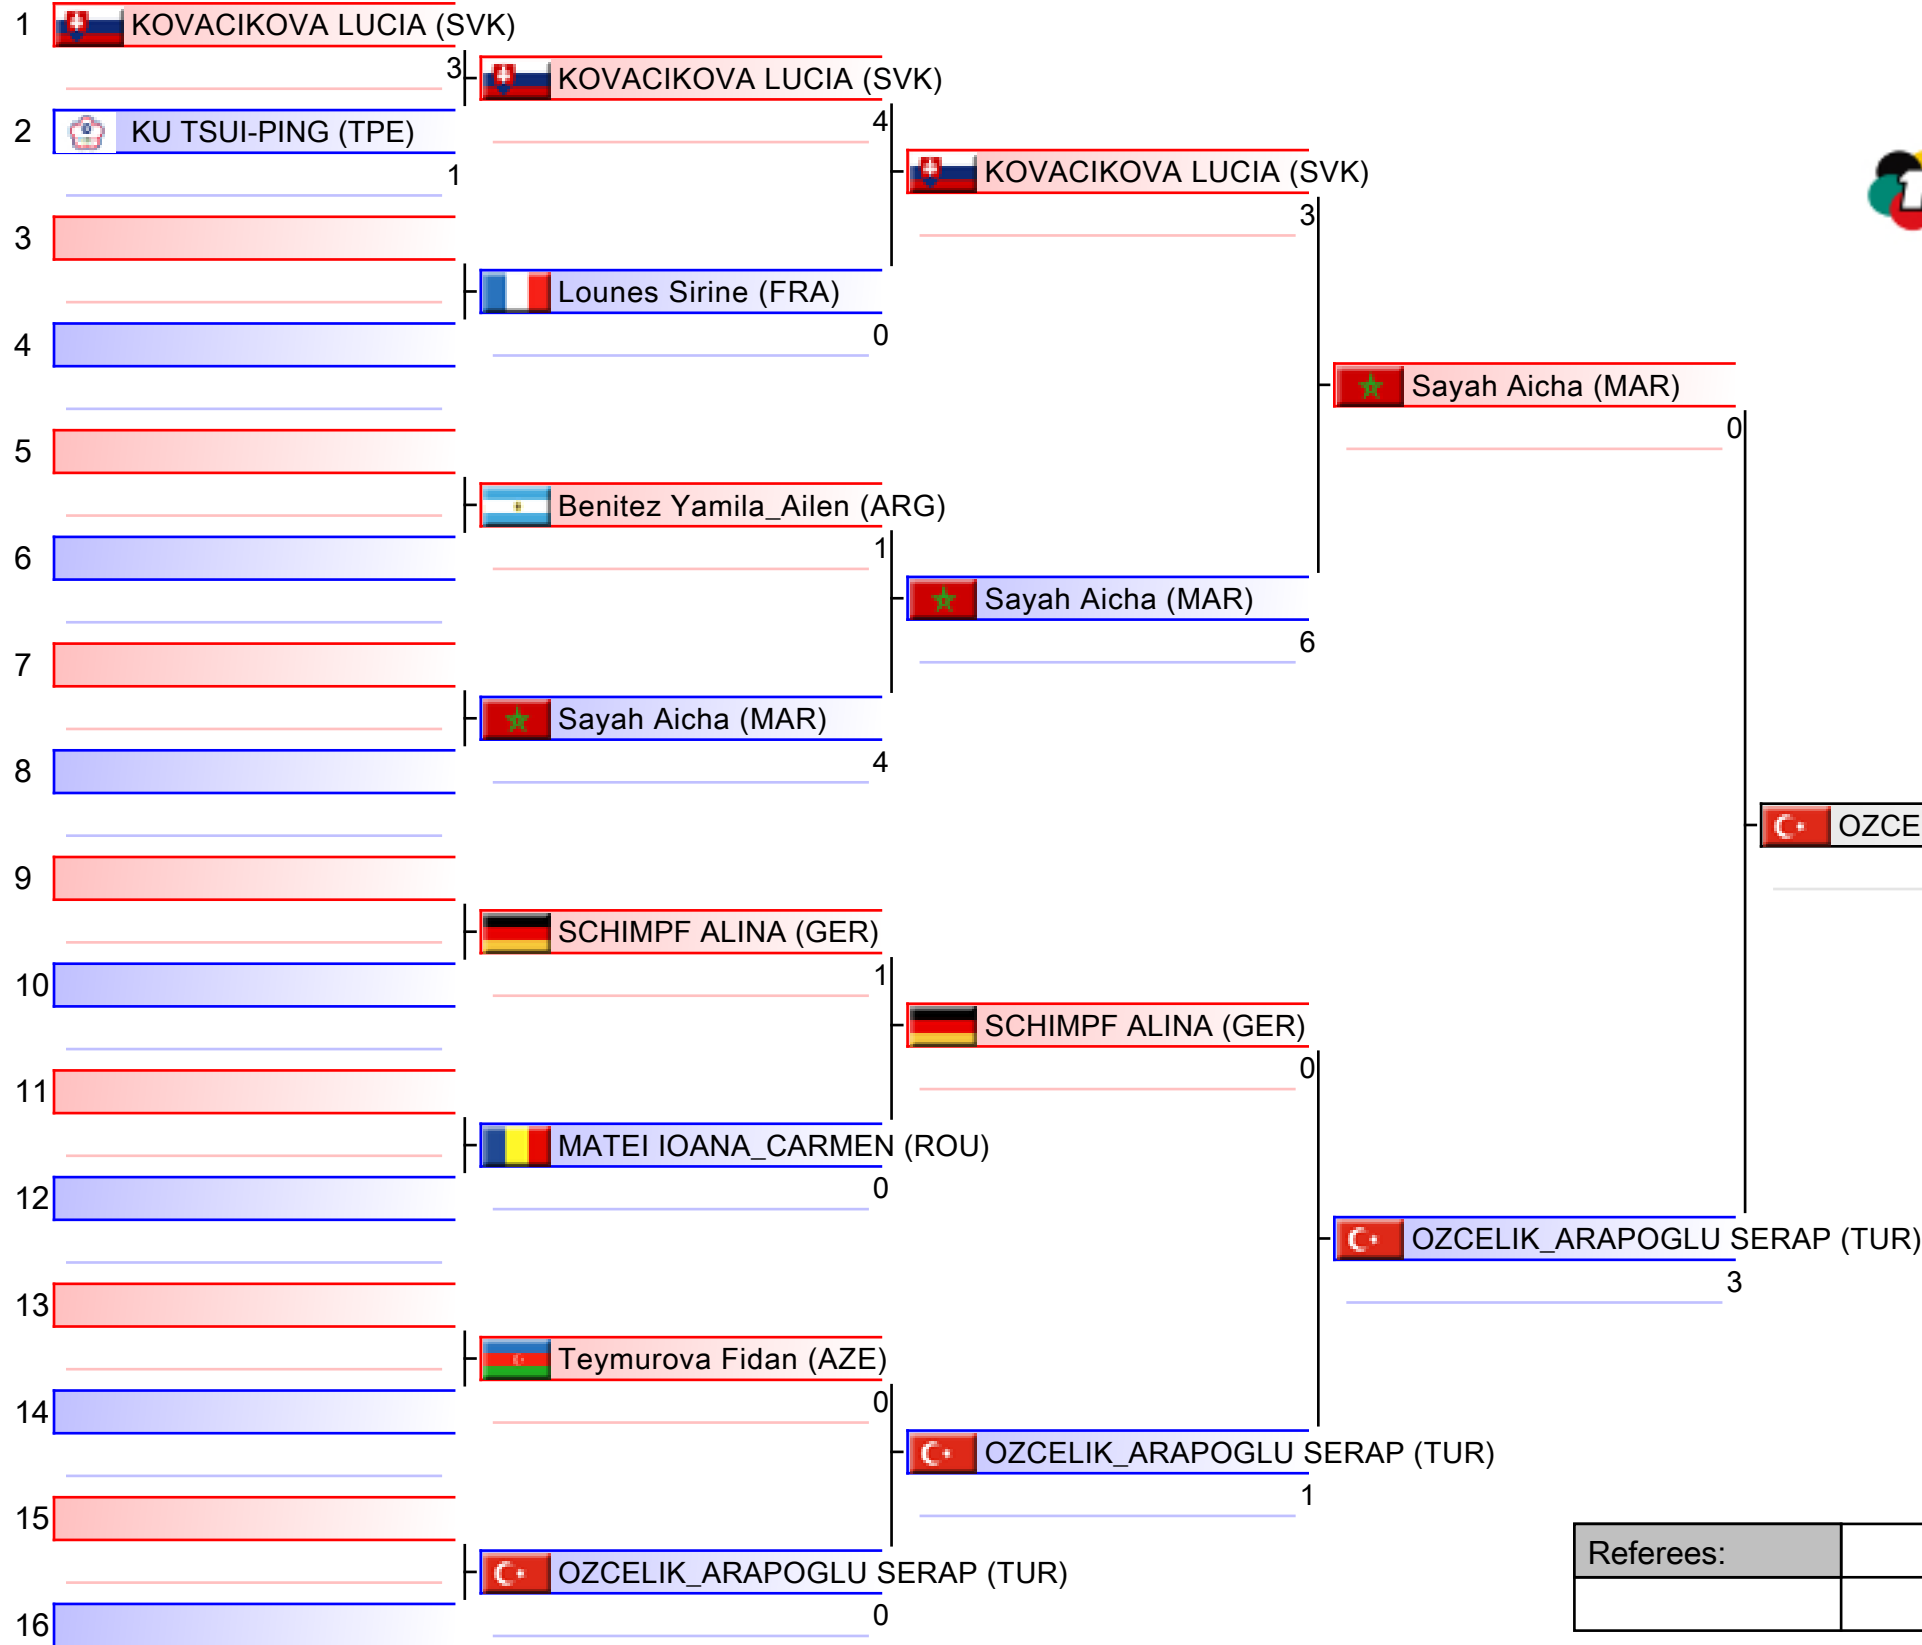 1 KOVACIKOVA LUCIA (SVK)
3
KOVACIKOVA LUCIA (SVK)
4
2 KU TSUI-PING (TPE)
1
KOVACIKOVA LUCIA (SVK)
3
3
Lounes Sirine (FRA)
0
4
Sayah Aicha (MAR)
0
5
Benitez Yamila_Ailen (ARG)
1
6
Sayah Aicha (MAR)
6
7
Sayah Aicha (MAR)
4
8
OZCE
9
SCHIMPF ALINA (GER)
1
10
SCHIMPF ALINA (GER)
0
11
MATEI IOANA_CARMEN (ROU)
0
12
OZCELIK_ARAPOGLU SERAP (TUR)
3
13
Teymurova Fidan (AZE)
0
14
OZCELIK_ARAPOGLU SERAP (TUR)
1
15
Referees:
OZCELIK_ARAPOGLU SERAP (TUR)
0
16